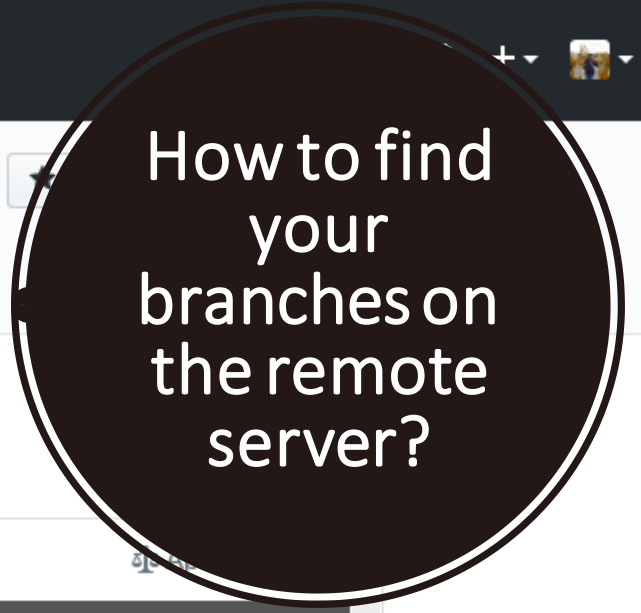 How to find
your
branches on
the remote
server?